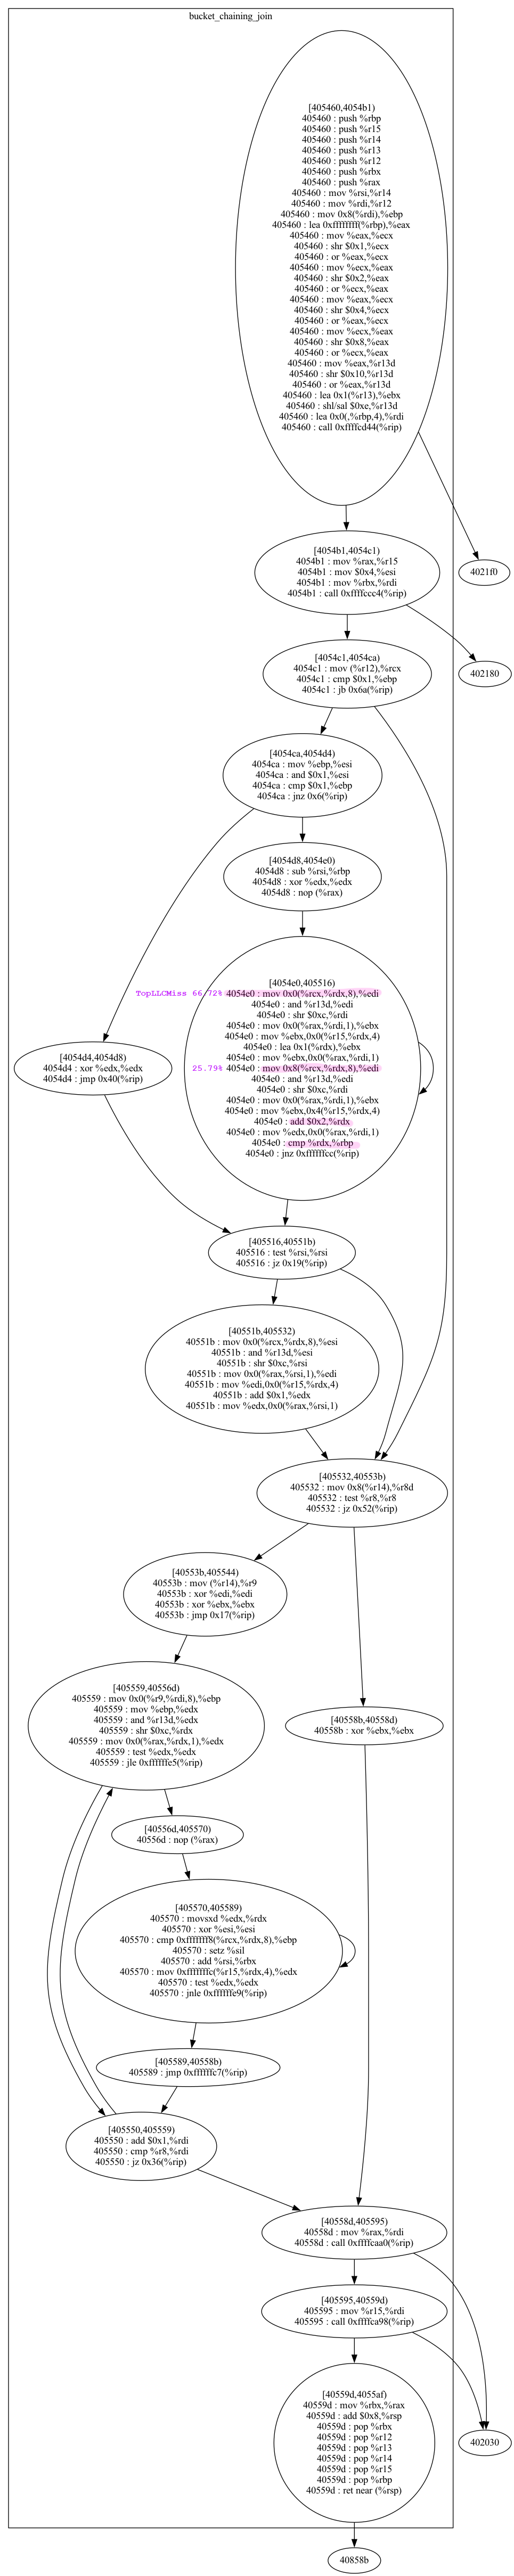 bucket_chaining_join
[405460,4054b1)
405460 : push %rbp
405460 : push %r15
405460 : push %r14
405460 : push %r13
405460 : push %r12
405460 : push %rbx
405460 : push %rax
405460 : mov %rsi,%r14
405460 : mov %rdi,%r12
405460 : mov 0x8(%rdi),%ebp
405460 : lea 0xffffffff(%rbp),%eax
405460 : mov %eax,%ecx
405460 : shr $0x1,%ecx
405460 : or %eax,%ecx
405460 : mov %ecx,%eax
405460 : shr $0x2,%eax
405460 : or %ecx,%eax
405460 : mov %eax,%ecx
405460 : shr $0x4,%ecx
405460 : or %eax,%ecx
405460 : mov %ecx,%eax
405460 : shr $0x8,%eax
405460 : or %ecx,%eax
405460 : mov %eax,%r13d
405460 : shr $0x10,%r13d
405460 : or %eax,%r13d
405460 : lea 0x1(%r13),%ebx
405460 : shl/sal $0xe,%r13d
405460 : lea 0x0(,%rbp,4),%rdi
405460 : call 0xffffcd44(%rip)
[4054b1,4054c1)
4054b1 : mov %rax,%r15
4054b1 : mov $0x4,%esi
4054b1 : mov %rbx,%rdi
4054b1 : call 0xffffccc4(%rip)
4021f0
[4054c1,4054ca)
4054c1 : mov (%r12),%rcx
4054c1 : cmp $0x1,%ebp
4054c1 : jb 0x6a(%rip)
402180
[4054ca,4054d4)
4054ca : mov %ebp,%esi
4054ca : and $0x1,%esi
4054ca : cmp $0x1,%ebp
4054ca : jnz 0x6(%rip)
[4054d8,4054e0)
4054d8 : sub %rsi,%rbp
4054d8 : xor %edx,%edx
4054d8 : nop (%rax)
[4054e0,405516)
TopLLCMiss 66.72% 4054e0 : mov 0x0(%rcx,%rdx,8),%edi
4054e0 : and %r13d,%edi
4054e0 : shr $0xc,%rdi
4054e0 : mov 0x0(%rax,%rdi,1),%ebx
4054e0 : mov %ebx,0x0(%r15,%rdx,4)
4054e0 : lea 0x1(%rdx),%ebx
4054e0 : mov %ebx,0x0(%rax,%rdi,1)
25.79% 4054e0 : mov 0x8(%rcx,%rdx,8),%edi
4054e0 : and %r13d,%edi
4054e0 : shr $0xc,%rdi
4054e0 : mov 0x0(%rax,%rdi,1),%ebx
4054e0 : mov %ebx,0x4(%r15,%rdx,4)
4054e0 : add $0x2,%rdx
4054e0 : mov %edx,0x0(%rax,%rdi,1)
4054e0 : cmp %rdx,%rbp
4054e0 : jnz 0xffffffcc(%rip)
[4054d4,4054d8)
4054d4 : xor %edx,%edx
4054d4 : jmp 0x40(%rip)
[405516,40551b)
405516 : test %rsi,%rsi
405516 : jz 0x19(%rip)
[40551b,405532)
40551b : mov 0x0(%rcx,%rdx,8),%esi
40551b : and %r13d,%esi
40551b : shr $0xc,%rsi
40551b : mov 0x0(%rax,%rsi,1),%edi
40551b : mov %edi,0x0(%r15,%rdx,4)
40551b : add $0x1,%edx
40551b : mov %edx,0x0(%rax,%rsi,1)
[405532,40553b)
405532 : mov 0x8(%r14),%r8d
405532 : test %r8,%r8
405532 : jz 0x52(%rip)
[40553b,405544)
40553b : mov (%r14),%r9
40553b : xor %edi,%edi
40553b : xor %ebx,%ebx
40553b : jmp 0x17(%rip)
[405559,40556d)
405559 : mov 0x0(%r9,%rdi,8),%ebp
405559 : mov %ebp,%edx
405559 : and %r13d,%edx
405559 : shr $0xc,%rdx
405559 : mov 0x0(%rax,%rdx,1),%edx
405559 : test %edx,%edx
405559 : jle 0xffffffe5(%rip)
[40558b,40558d)
40558b : xor %ebx,%ebx
[40556d,405570)
40556d : nop (%rax)
[405570,405589)
405570 : movsxd %edx,%rdx
405570 : xor %esi,%esi
405570 : cmp 0xfffffff8(%rcx,%rdx,8),%ebp
405570 : setz %sil
405570 : add %rsi,%rbx
405570 : mov 0xfffffffc(%r15,%rdx,4),%edx
405570 : test %edx,%edx
405570 : jnle 0xffffffe9(%rip)
[405589,40558b)
405589 : jmp 0xffffffc7(%rip)
[405550,405559)
405550 : add $0x1,%rdi
405550 : cmp %r8,%rdi
405550 : jz 0x36(%rip)
[40558d,405595)
40558d : mov %rax,%rdi
40558d : call 0xffffcaa0(%rip)
[405595,40559d)
405595 : mov %r15,%rdi
405595 : call 0xffffca98(%rip)
[40559d,4055af)
40559d : mov %rbx,%rax
40559d : add $0x8,%rsp
40559d : pop %rbx
40559d : pop %r12
40559d : pop %r13
40559d : pop %r14
40559d : pop %r15
40559d : pop %rbp
40559d : ret near (%rsp)
402030
40858b